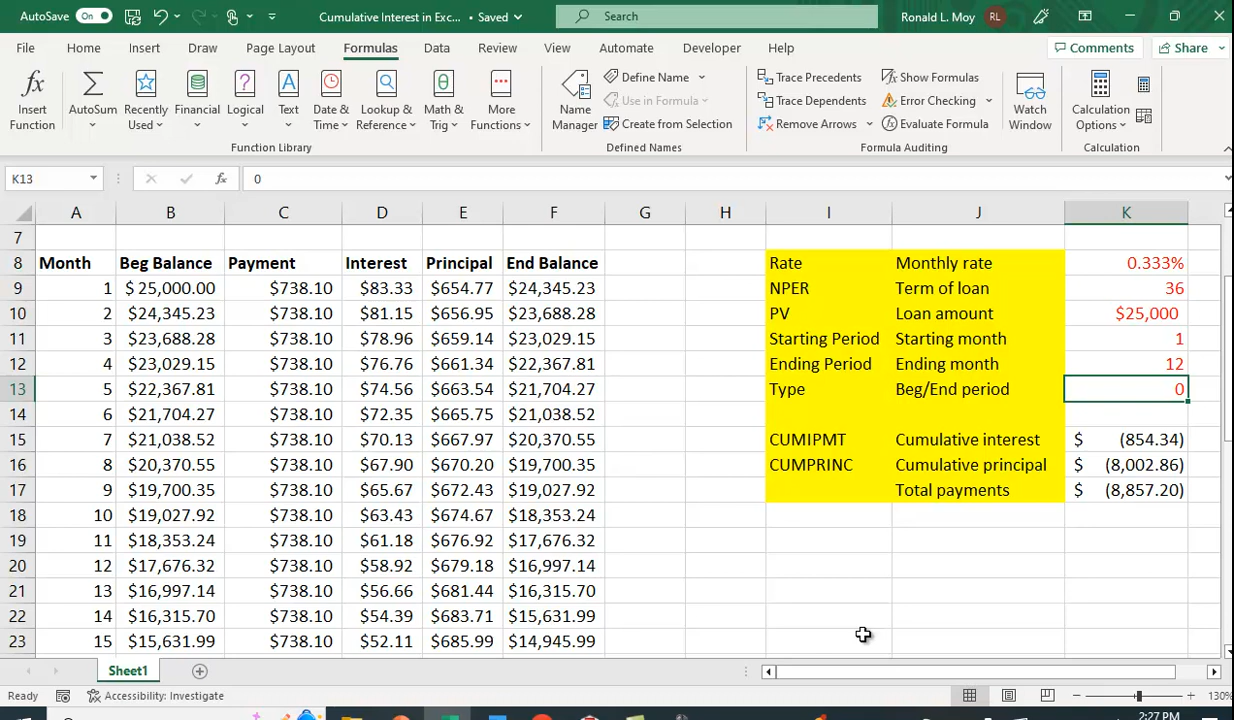 AutoSave On Cumulative Interest in Exc... • Saved Search Ronald L. Moy RL
File Home Insert Draw Page Layout Formulas Data Review View Automate Developer Help Comments Share
Insert Function
AutoSum
Recently Used
Financial
Logical
Text
Date & Time
Lookup & Reference
Math & Trig
More Functions
Function Library
Name Manager
Define Name
Use in Formula
Create from Selection
Defined Names
Trace Precedents
Trace Dependents
Remove Arrows
Show Formulas
Error Checking
Evaluate Formula
Formula Auditing
Watch Window
Calculation Options
Calculation
K13 fx 0
A B C D E F G H I J K
7
8 Month Beg Balance Payment Interest Principal End Balance Rate Monthly rate 0.333%
9 1 $ 25,000.00 $738.10 $83.33 $654.77 $24,345.23 NPER Term of loan 36
10 2 $24,345.23 $738.10 $81.15 $656.95 $23,688.28 PV Loan amount $25,000
11 3 $23,688.28 $738.10 $78.96 $659.14 $23,029.15 Starting Period Starting month 1
12 4 $23,029.15 $738.10 $76.76 $661.34 $22,367.81 Ending Period Ending month 12
13 5 $22,367.81 $738.10 $74.56 $663.54 $21,704.27 Type Beg/End period 0
14 6 $21,704.27 $738.10 $72.35 $665.75 $21,038.52
15 7 $21,038.52 $738.10 $70.13 $667.97 $20,370.55 CUMIPMT Cumulative interest $ (854.34)
16 8 $20,370.55 $738.10 $67.90 $670.20 $19,700.35 CUMPRINC Cumulative principal $ (8,002.86)
17 9 $19,700.35 $738.10 $65.67 $672.43 $19,027.92 Total payments $ (8,857.20)
18 10 $19,027.92 $738.10 $63.43 $674.67 $18,353.24
19 11 $18,353.24 $738.10 $61.18 $676.92 $17,676.32
20 12 $17,676.32 $738.10 $58.92 $679.18 $16,997.14
21 13 $16,997.14 $738.10 $56.66 $681.44 $16,315.70
22 14 $16,315.70 $738.10 $54.39 $683.71 $15,631.99
23 15 $15,631.99 $738.10 $52.11 $685.99 $14,945.99
Sheet1
Ready Accessibility: Investigate 130%
2:27 PM